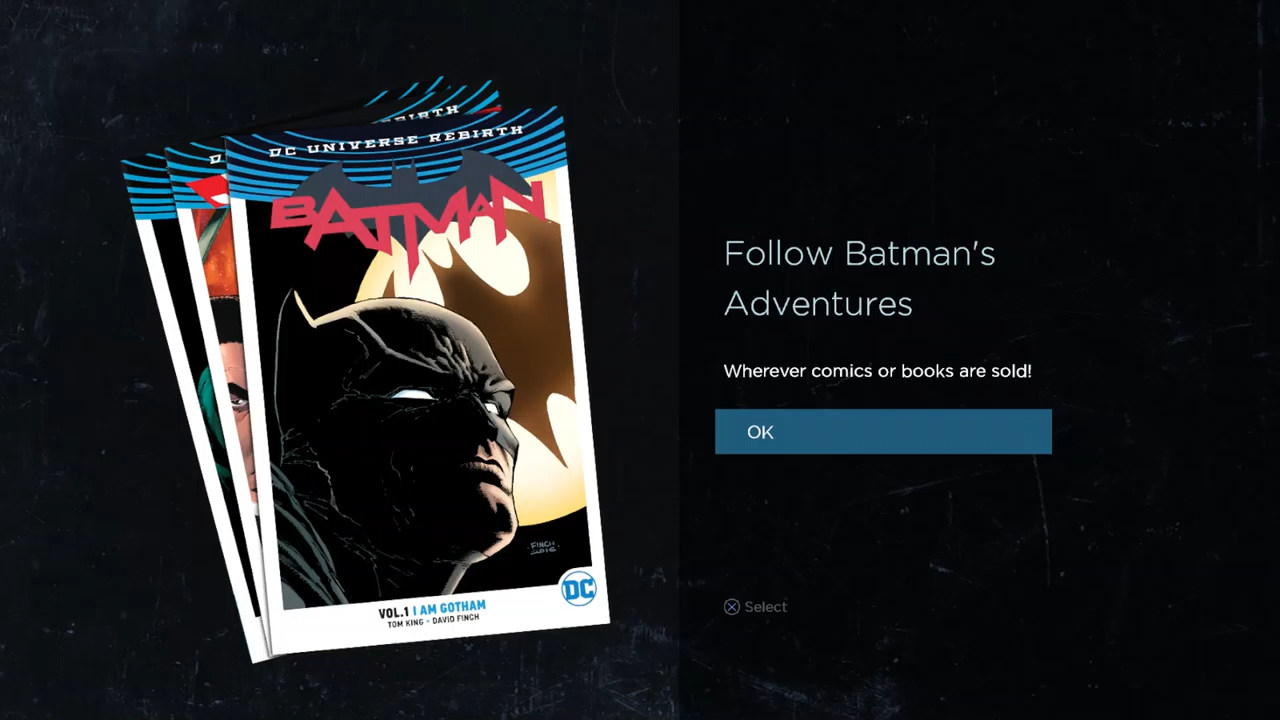 EBIRTH
D
DC UNIVERSE REBIRTH
BATMAN
FINCH
2016
DC
VOL.1 I AM GOTHAM
TOM KING - DAVID FINCH
Follow Batman's
Adventures
Wherever comics or books are sold!
OK
Select